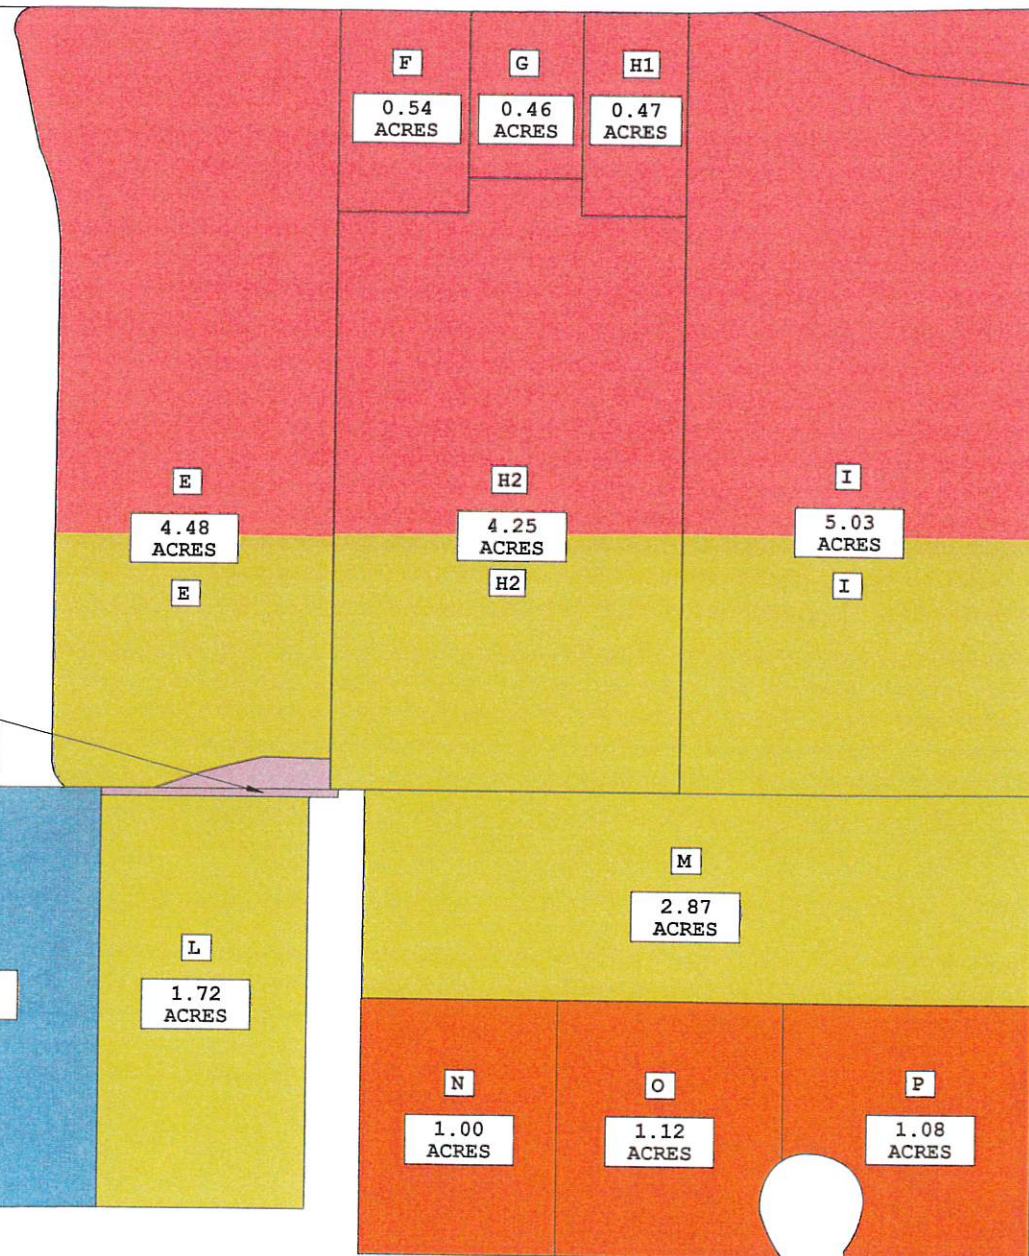 F
0.54
ACRES
G
0.46
ACRES
H1
0.47
ACRES
E
4.48
ACRES
E
H2
4.25
ACRES
H2
I
5.03
ACRES
I
M
2.87
ACRES
L
1.72
ACRES
N
1.00
ACRES
O
1.12
ACRES
P
1.08
ACRES